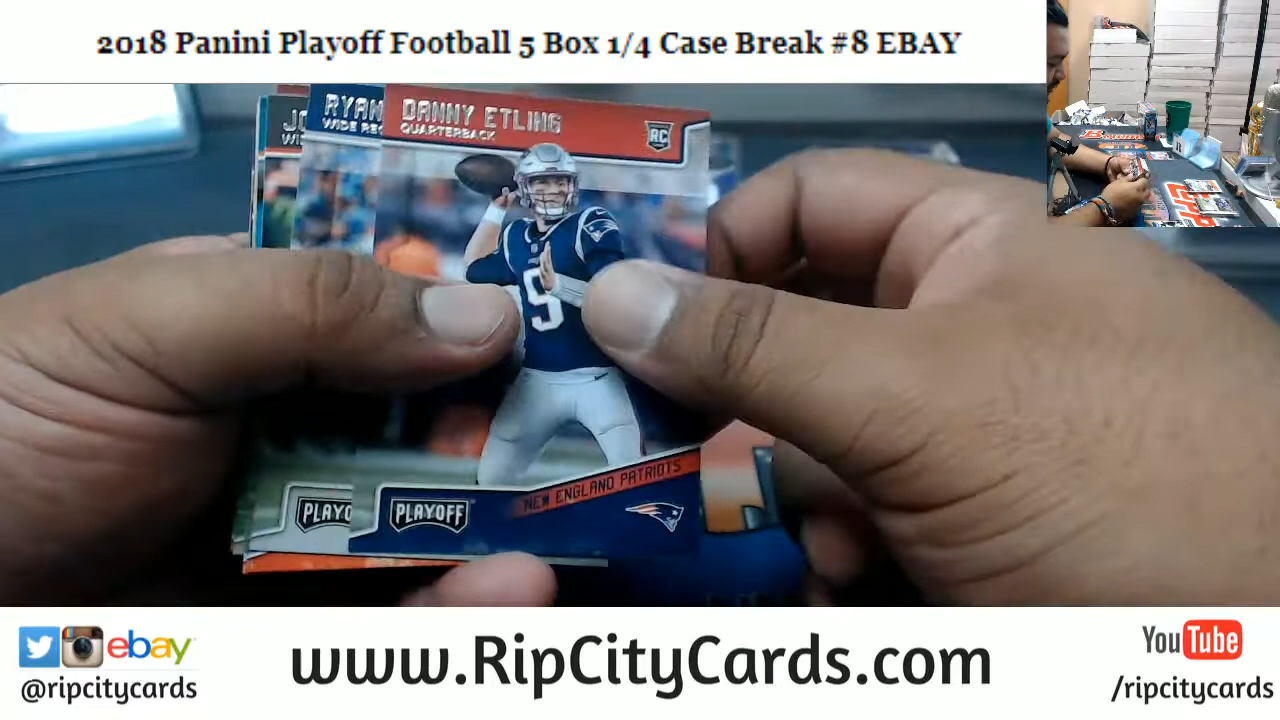 2018 Panini Playoff Football 5 Box 1/4 Case Break #8 EBAY
RYAN
DANNY ETLING
QUARTERBACK
RC
5
NEW ENGLAND PATRIOTS
PLAYOFF
ebay
@ripcitycards
www.RipCityCards.com
YouTube
/ripcitycards